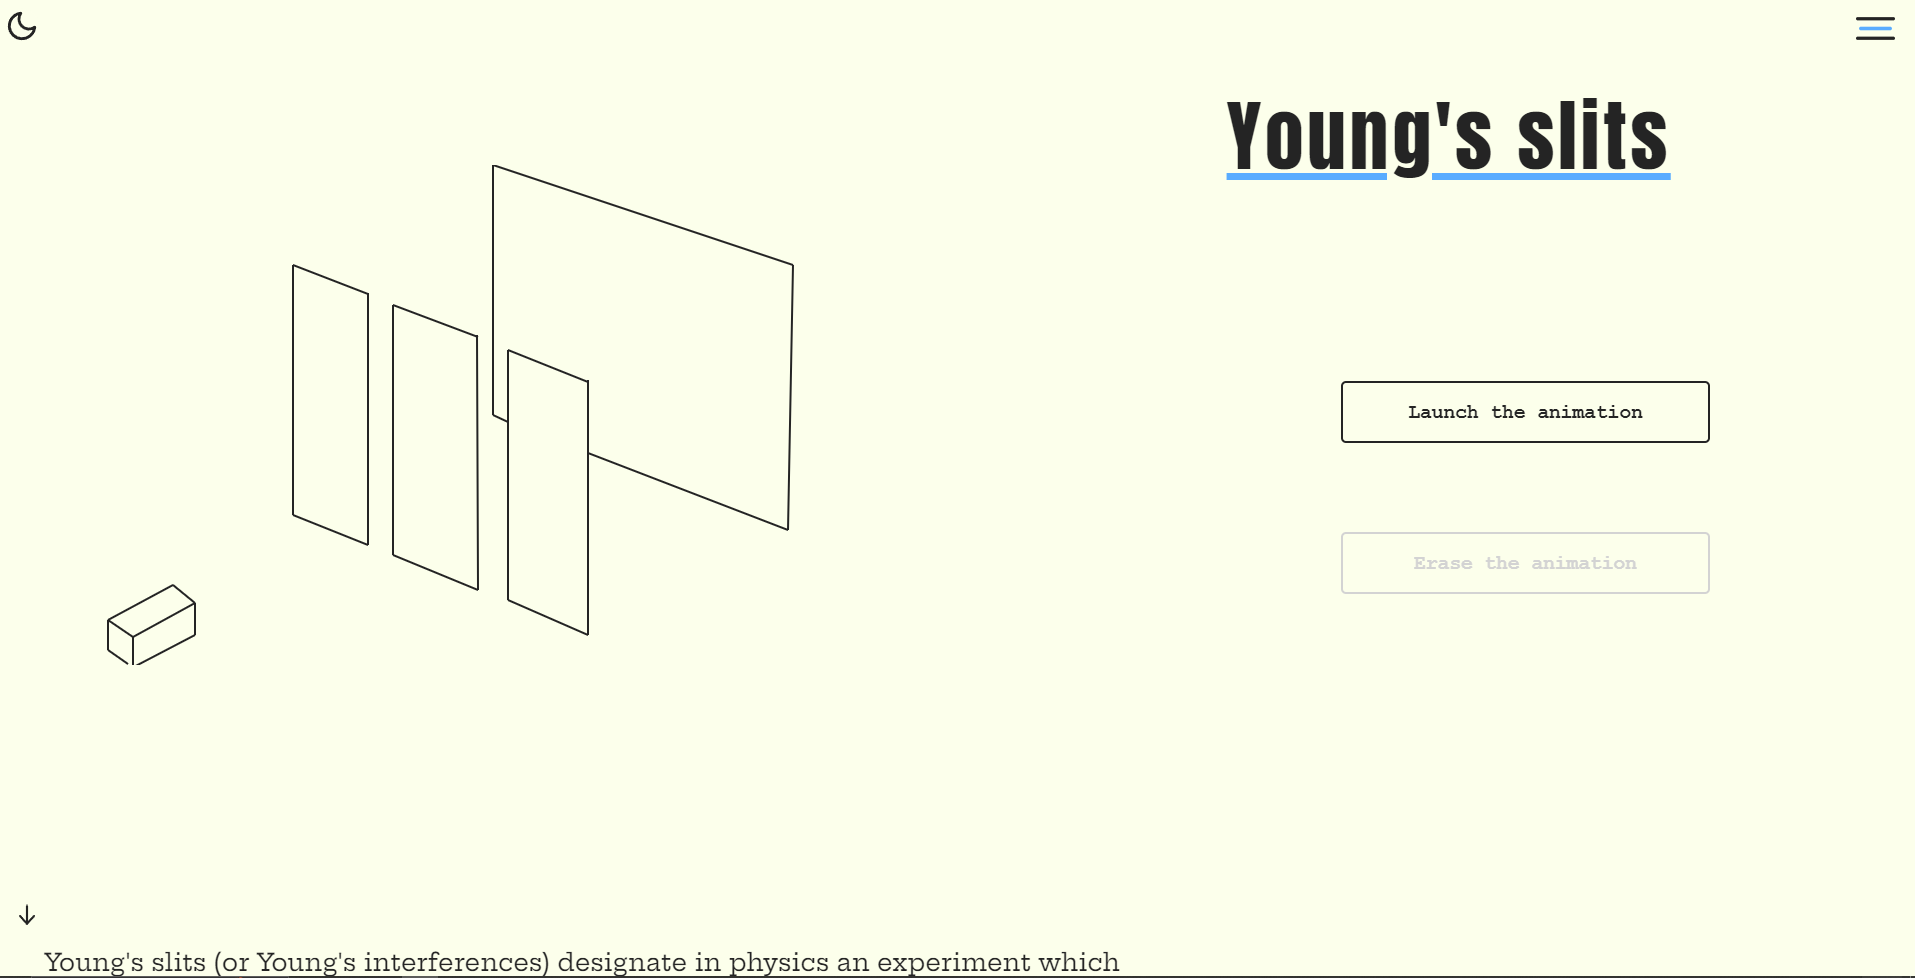 Young's slits
Launch the animation
Erase the animation
Young's slits (or Young's interferences) designate in physics an experiment which